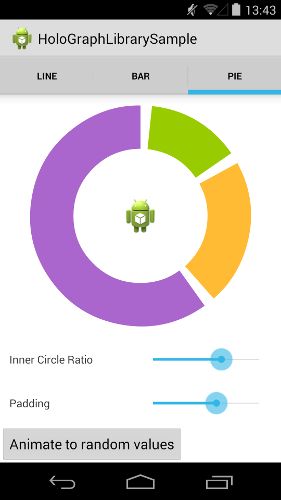 13:43
HoloGraphLibrarySample
LINE BAR PIE
Inner Circle Ratio
Padding
Animate to random values